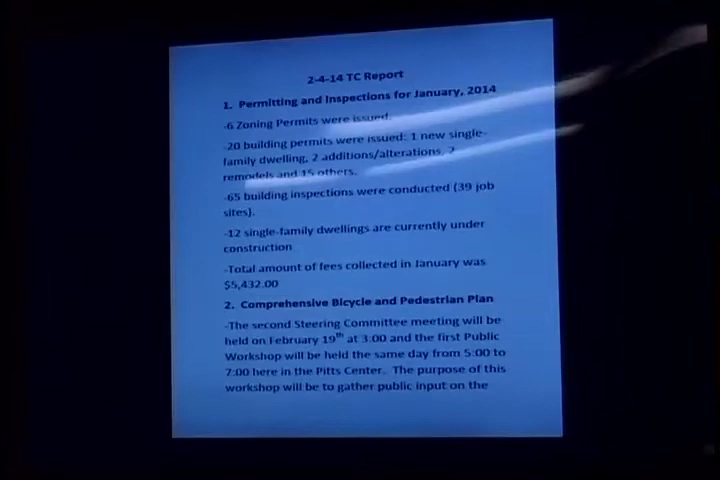 2-4-14 TC Report
1. Permitting and Inspections for January, 2014
-6 Zoning Permits were issued.
-20 building permits were issued: 1 new single-
family dwelling, 2 additions/alterations, 2
remodels and 15 others.
-65 building inspections were conducted (39 job
sites).
-12 single-family dwellings are currently under
construction
-Total amount of fees collected in January was
$5,432.00
2. Comprehensive Bicycle and Pedestrian Plan
-The second Steering Committee meeting will be
held on February 19th at 3:00 and the first Public
Workshop will be held the same day from 5:00 to
7:00 here in the Pitts Center. The purpose of this
workshop will be to gather public input on the